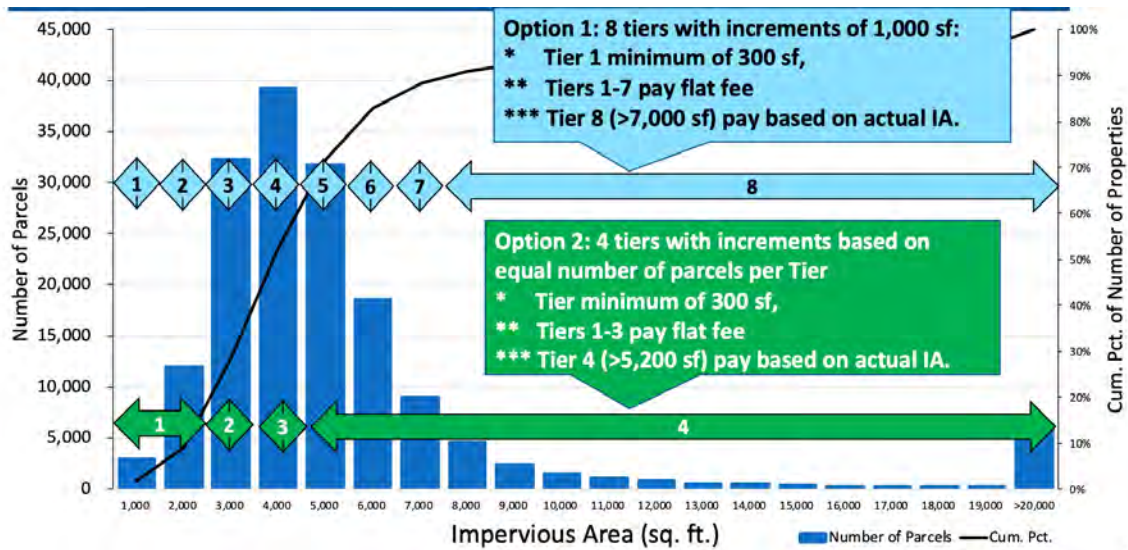 Option 1: 8 tiers with increments of 1,000 sf:
* Tier 1 minimum of 300 sf,
** Tiers 1-7 pay flat fee
*** Tier 8 (>7,000 sf) pay based on actual IA.
Option 2: 4 tiers with increments based on
equal number of parcels per Tier
* Tier minimum of 300 sf,
** Tiers 1-3 pay flat fee
*** Tier 4 (>5,200 sf) pay based on actual IA.
Number of Parcels
45,000
40,000
35,000
30,000
25,000
20,000
15,000
10,000
5,000
0
1 2 3 4 5 6 7 8
1 2 3 4
100%
90%
80%
70%
60%
50%
40%
30%
20%
10%
0%
Cum. Pct. of Number of Properties
1,000 2,000 3,000 4,000 5,000 6,000 7,000 8,000 9,000 10,000 11,000 12,000 13,000 14,000 15,000 16,000 17,000 18,000 19,000 >20,000
Impervious Area (sq. ft.)
Number of Parcels Cum. Pct.